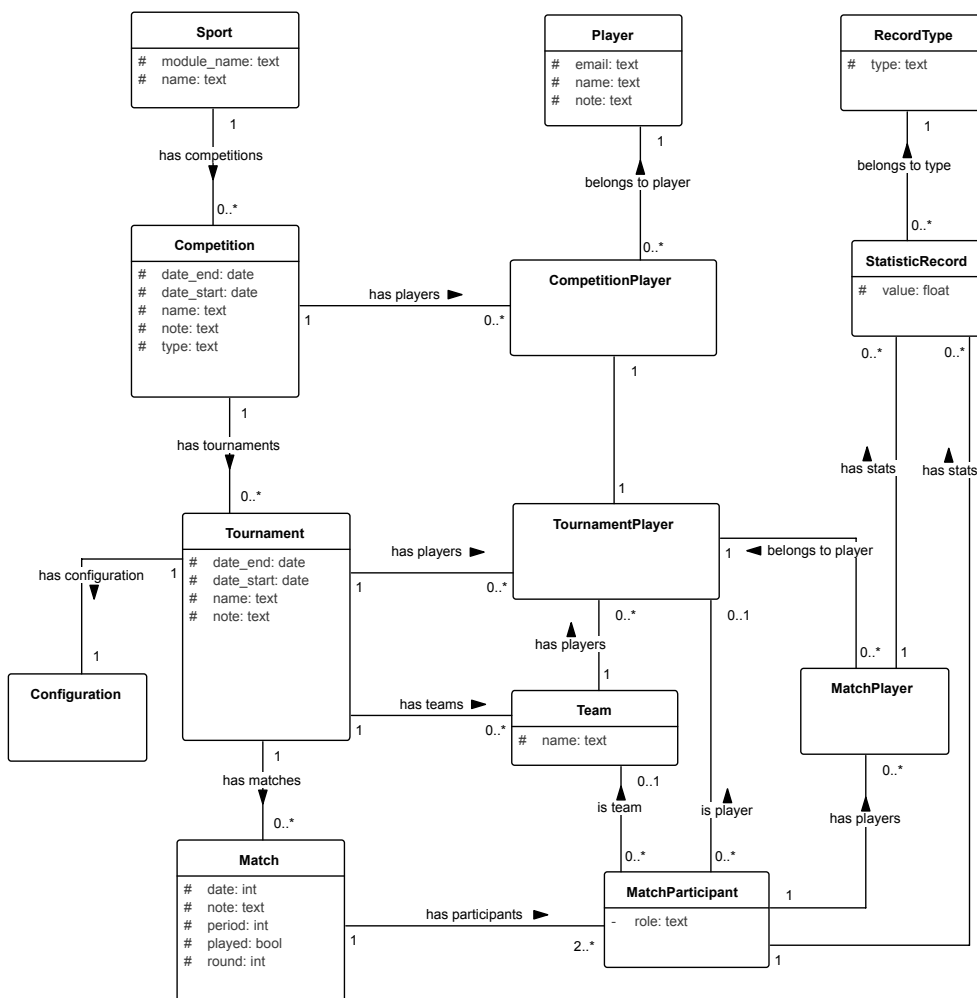 Sport
# module_name: text
# name: text
1
has competitions
0..*
Player
# email: text
# name: text
# note: text
1
belongs to player
0..*
RecordType
# type: text
1
belongs to type
0..*
Competition
# date_end: date
# date_start: date
# name: text
# note: text
# type: text
1
has players
0..*
CompetitionPlayer
1
StatisticRecord
# value: float
0..*
0..*
1
has tournaments
0..*
has stats
has stats
1
Tournament
# date_end: date
# date_start: date
# name: text
# note: text
1
has configuration
1
Configuration
has players
1
0..*
TournamentPlayer
1
belongs to player
0..*
0..*
0..1
has players
1
1
MatchPlayer
0..*
has teams
1
0..*
Team
# name: text
0..1
is team
0..*
is player
0..*
has players
1
1
has matches
0..*
Match
# date: int
# note: text
# period: int
# played: bool
# round: int
has participants
1
2..*
MatchParticipant
- role: text
1